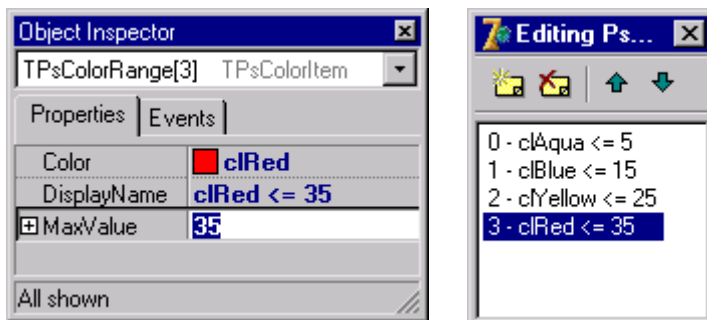 Object Inspector
TPsColorRange[3] TPsColorItem
Properties Events
Color clRed
DisplayName clRed <= 35
MaxValue 35
All shown
Editing Ps...
0 - clAqua <= 5
1 - clBlue <= 15
2 - clYellow <= 25
3 - clRed <= 35